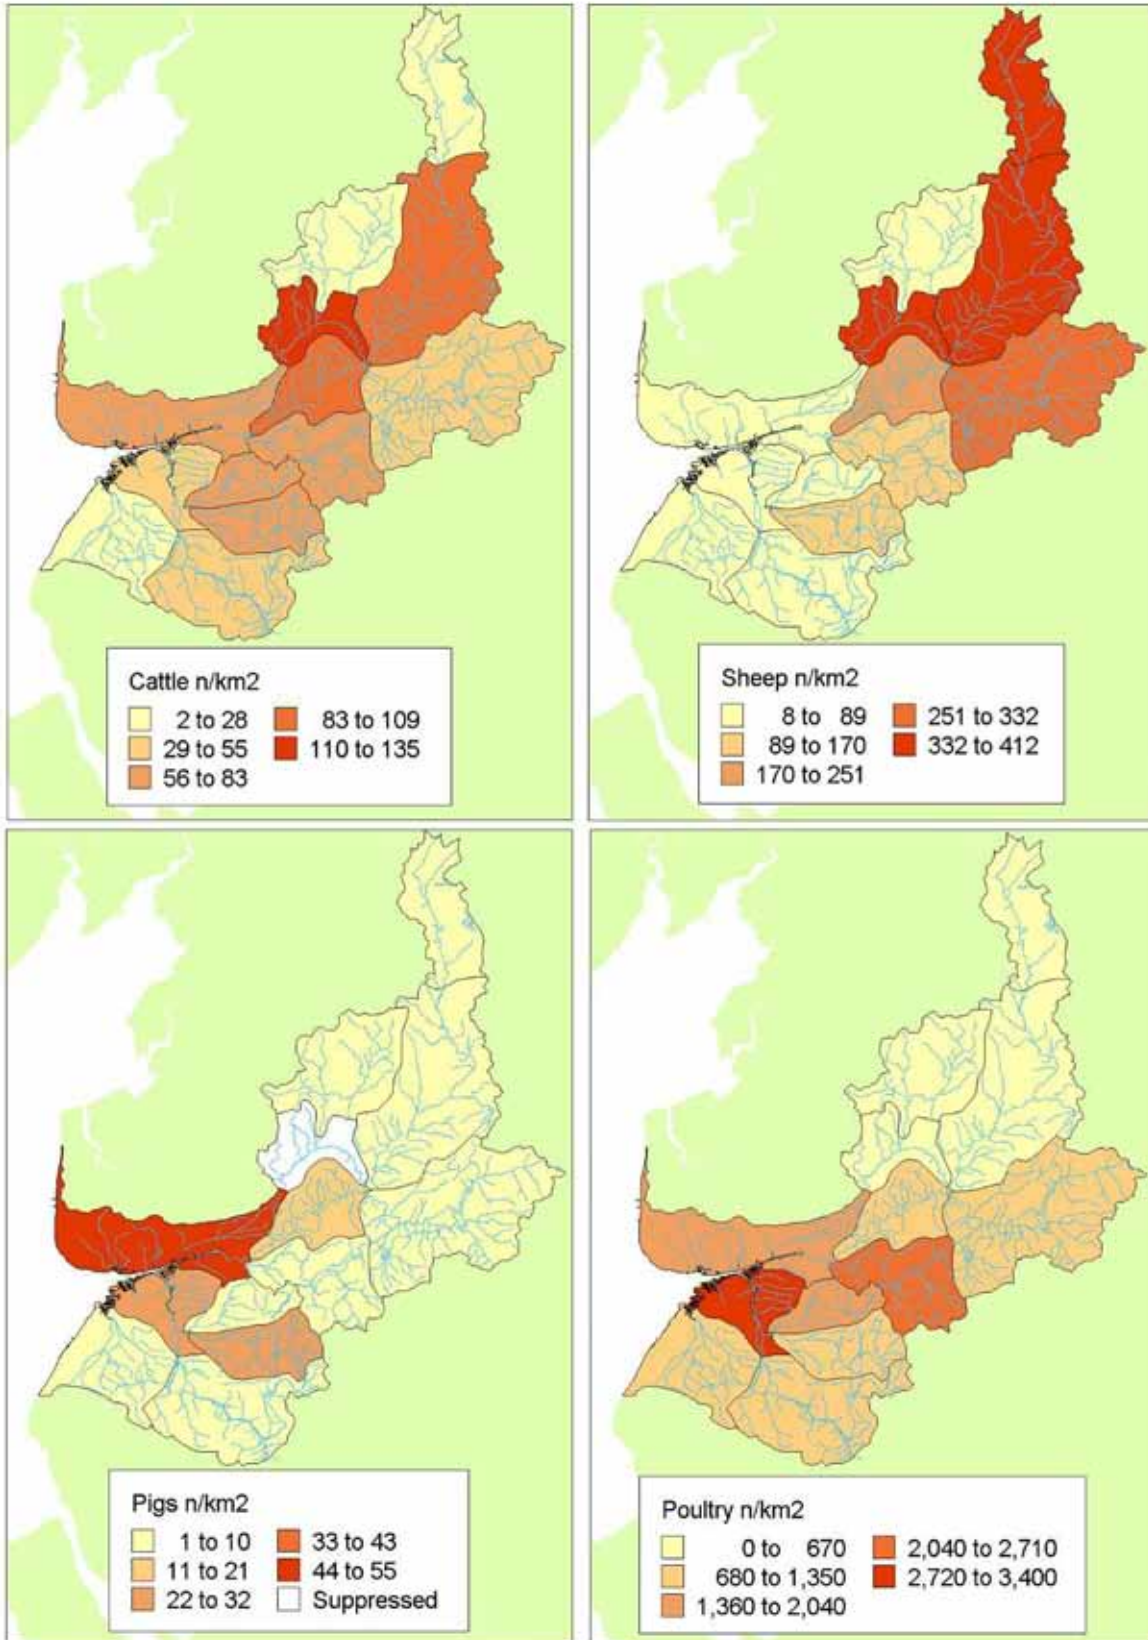 Cattle n/km2
2 to 28
83 to 109
29 to 55
110 to 135
56 to 83
Sheep n/km2
8 to 89
251 to 332
89 to 170
332 to 412
170 to 251
Pigs n/km2
1 to 10
33 to 43
11 to 21
44 to 55
22 to 32
Suppressed
Poultry n/km2
0 to 670
2,040 to 2,710
680 to 1,350
2,720 to 3,400
1,360 to 2,040